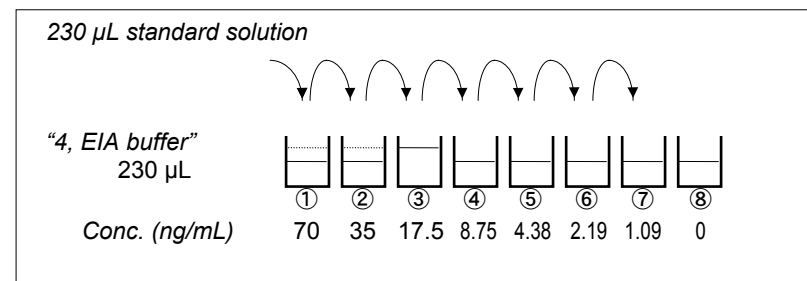 230 µL standard solution
“4, EIA buffer”
230 µL
① ② ③ ④ ⑤ ⑥ ⑦ ⑧
Conc. (ng/mL) 70 35 17.5 8.75 4.38 2.19 1.09 0